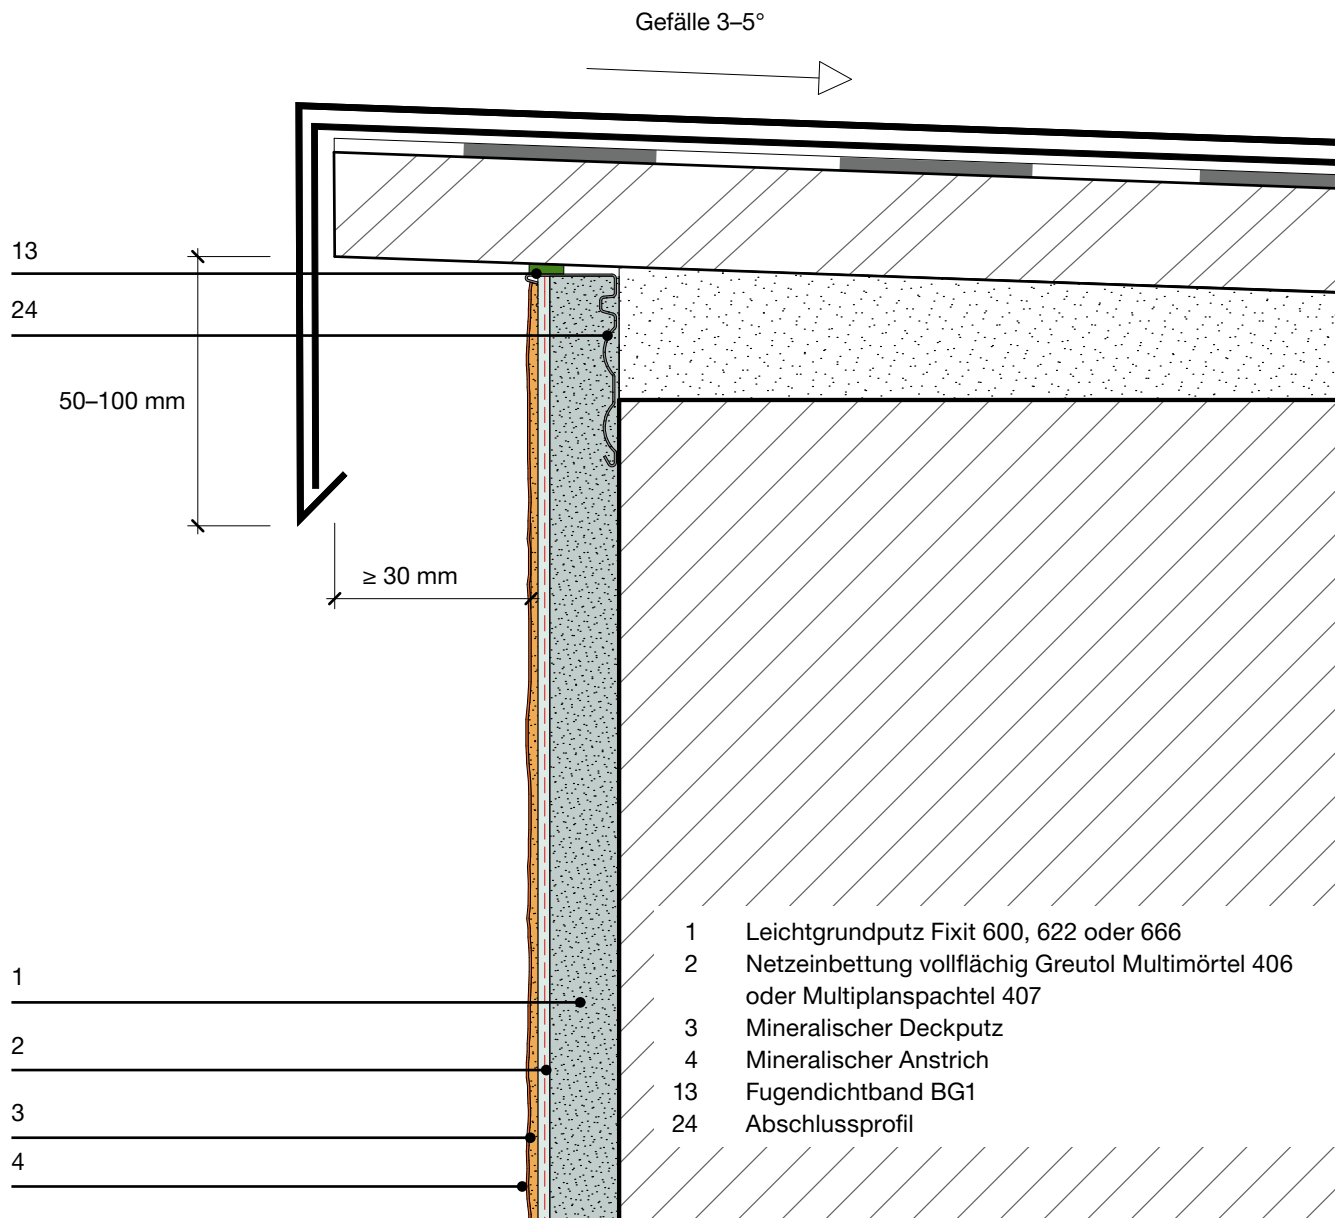 Gefälle 3–5°
13
24
50–100 mm
≥ 30 mm
1
2
3
4
1 Leichtgrundputz Fixit 600, 622 oder 666
2 Netzeinbettung vollflächig Greutol Multimörtel 406
oder Multiplanspachtel 407
3 Mineralischer Deckputz
4 Mineralischer Anstrich
13 Fugendichtband BG1
24 Abschlussprofil